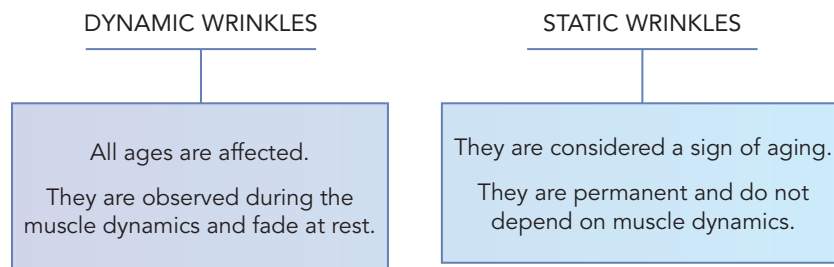 DYNAMIC WRINKLES
All ages are affected.
They are observed during the
muscle dynamics and fade at rest.
STATIC WRINKLES
They are considered a sign of aging.
They are permanent and do not
depend on muscle dynamics.